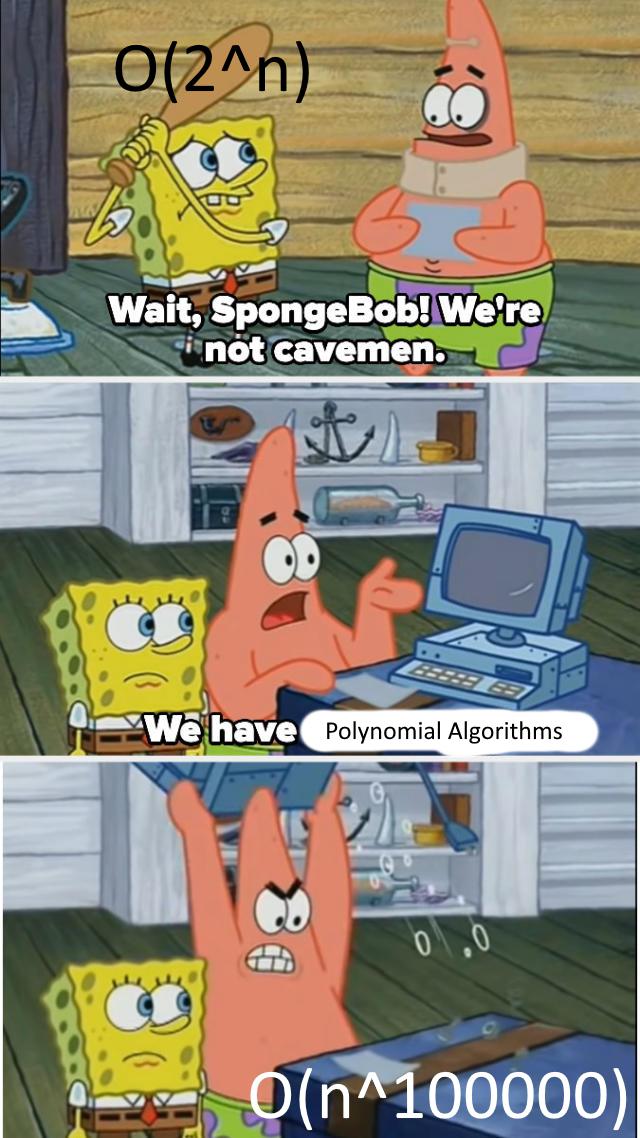 O(2^n)
Wait, SpongeBob! We're
not cavemen.
We have Polynomial Algorithms
O(n^100000)